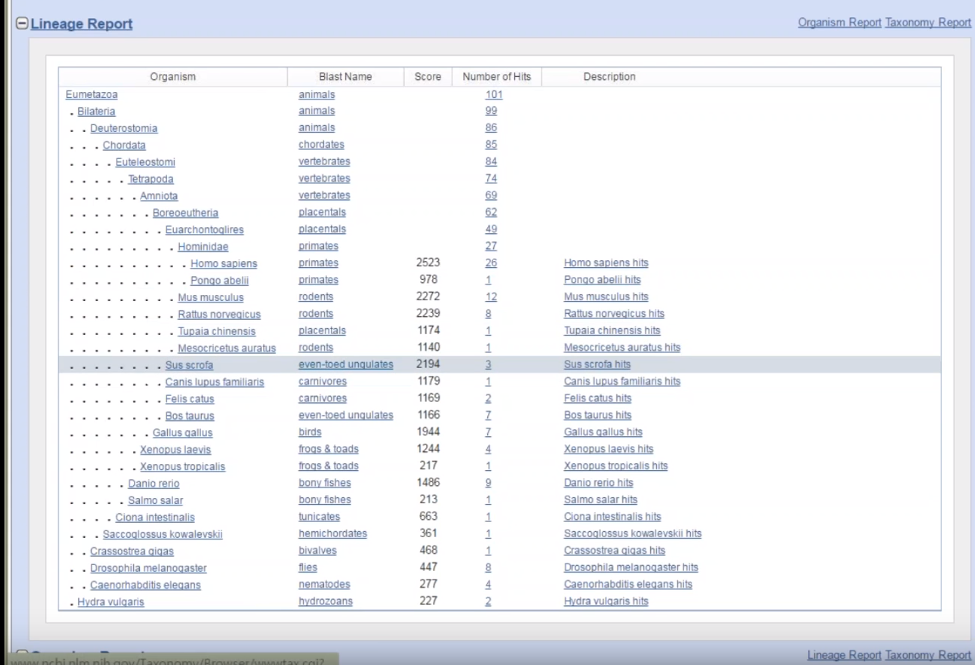 Lineage Report Organism Report Taxonomy Report
Organism Blast Name Score Number of Hits Description
Eumetazoa animals 101
. Bilateria animals 99
. . Deuterostomia animals 86
. . . Chordata chordates 85
. . . . Euteleostomi vertebrates 84
. . . . . Tetrapoda vertebrates 74
. . . . . . Amniota vertebrates 69
. . . . . . . Boreoeutheria placentals 62
. . . . . . . . Euarchontoglires placentals 49
. . . . . . . . . Hominidae primates 27
. . . . . . . . . . Homo sapiens primates 2523 26 Homo sapiens hits
. . . . . . . . . . Pongo abelii primates 978 1 Pongo abelii hits
. . . . . . . . . Mus musculus rodents 2272 12 Mus musculus hits
. . . . . . . . . Rattus norvegicus rodents 2239 8 Rattus norvegicus hits
. . . . . . . . . Tupaia chinensis placentals 1174 1 Tupaia chinensis hits
. . . . . . . . . Mesocricetus auratus rodents 1140 1 Mesocricetus auratus hits
. . . . . . . . Sus scrofa even-toed ungulates 2194 3 Sus scrofa hits
. . . . . . . . Canis lupus familiaris carnivores 1179 1 Canis lupus familiaris hits
. . . . . . . . Felis catus carnivores 1169 2 Felis catus hits
. . . . . . . . Bos taurus even-toed ungulates 1166 7 Bos taurus hits
. . . . . . . Gallus gallus birds 1944 7 Gallus gallus hits
. . . . . . Xenopus laevis frogs & toads 1244 4 Xenopus laevis hits
. . . . . . Xenopus tropicalis frogs & toads 217 1 Xenopus tropicalis hits
. . . . . Danio rerio bony fishes 1486 9 Danio rerio hits
. . . . . Salmo salar bony fishes 213 1 Salmo salar hits
. . . . Ciona intestinalis tunicates 663 1 Ciona intestinalis hits
. . . Saccoglossus kowalevskii hemichordates 361 1 Saccoglossus kowalevskii hits
. . Crassostrea gigas bivalves 468 1 Crassostrea gigas hits
. . Drosophila melanogaster flies 447 8 Drosophila melanogaster hits
. . Caenorhabditis elegans nematodes 277 4 Caenorhabditis elegans hits
. Hydra vulgaris hydrozoans 227 2 Hydra vulgaris hits
Lineage Report Taxonomy Report
www.ncbi.nlm.nih.gov/Taxonomy/Browser/wwwtax.cgi?